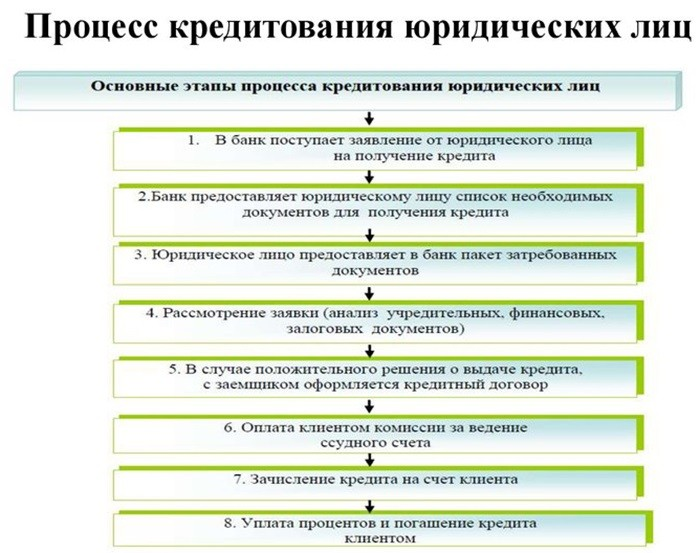 Процесс кредитования юридических лиц
Основные этапы процесса кредитования юридических лиц
1. В банк поступает заявление от юридического лица
на получение кредита
2.Банк предоставляет юридическому лицу список необходимых
документов для получения кредита
3. Юридическое лицо предоставляет в банк пакет затребованных
документов
4. Рассмотрение заявки (анализ учредительных, финансовых,
залоговых документов)
5. В случае положительного решения о выдаче кредита,
с заемщиком оформляется кредитный договор
6. Оплата клиентом комиссии за ведение
ссудного счета
7. Зачисление кредита на счет клиента
8. Уплата процентов и погашение кредита
клиентом